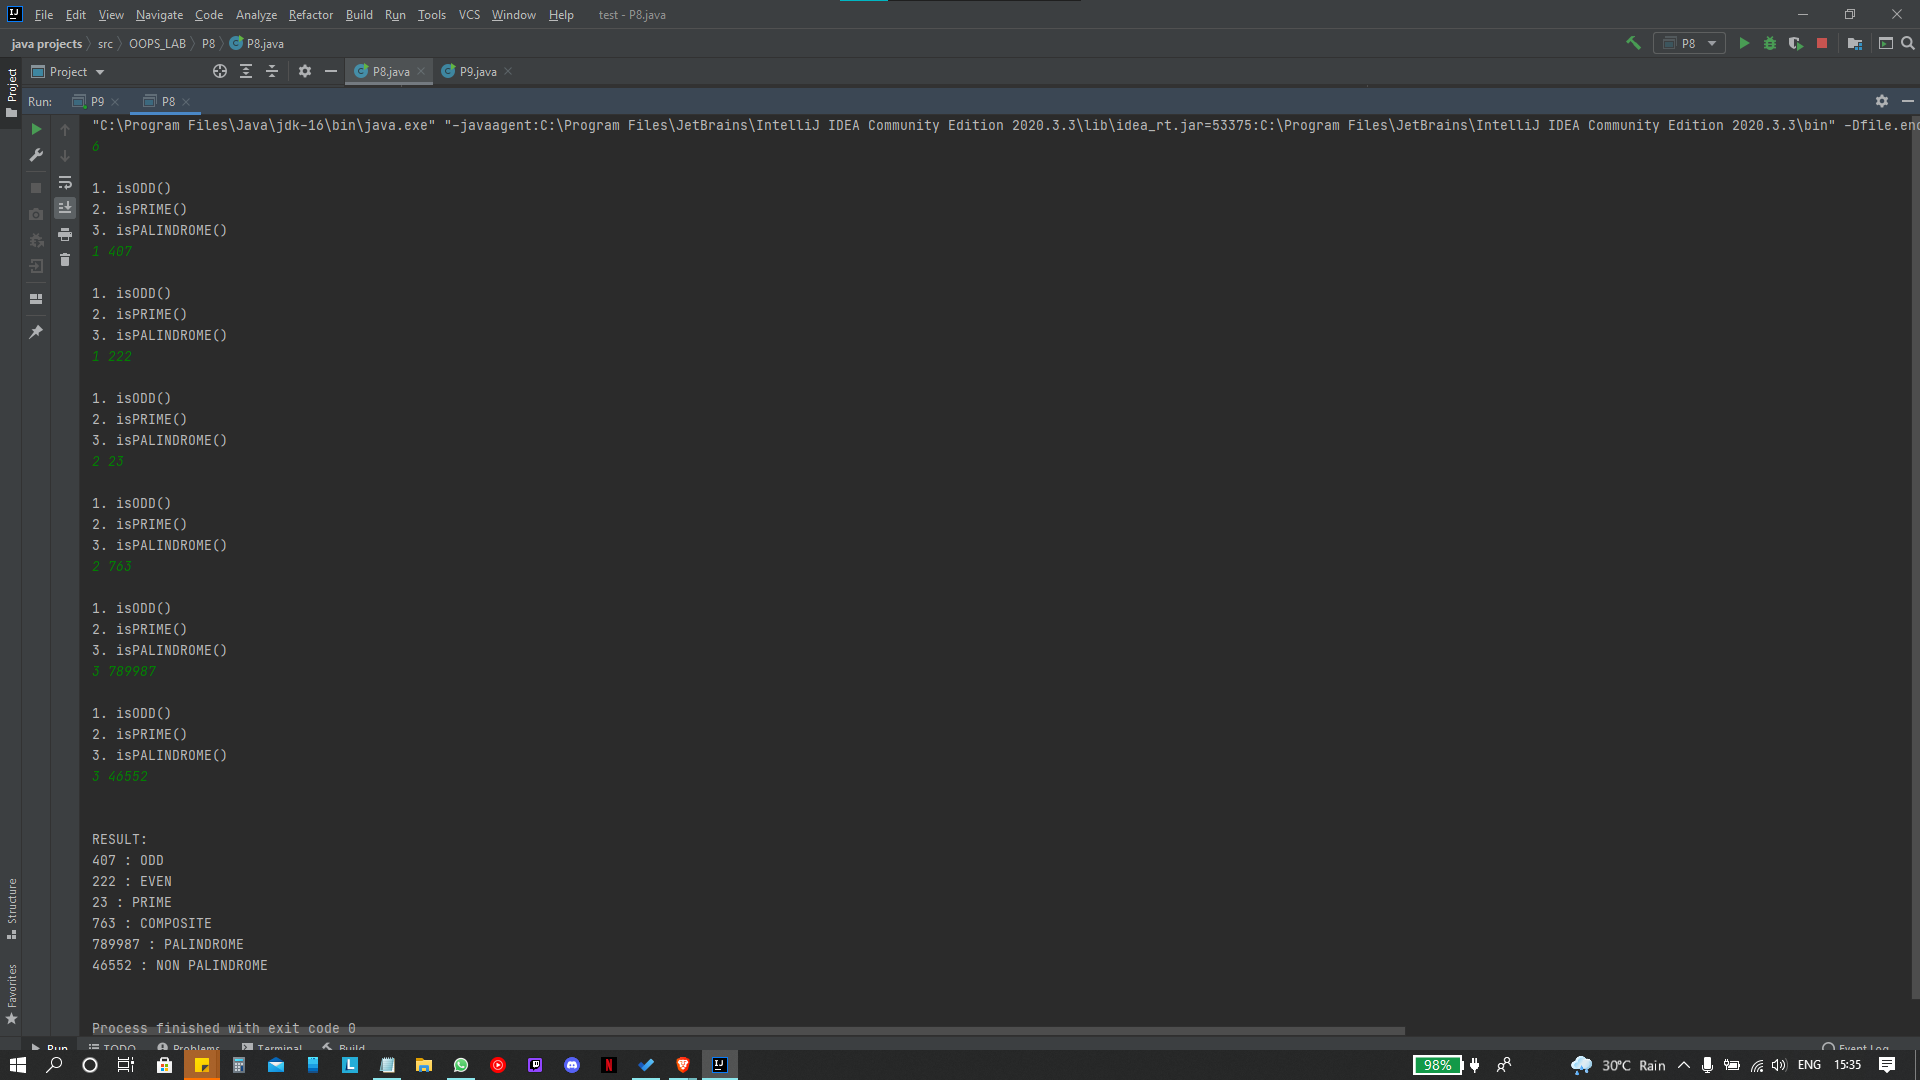 File Edit View Navigate Code Analyze Refactor Build Run Tools VCS Window Help test - P8.java
java projects src OOPS_LAB P8 P8.java P8
Project P8.java P9.java
Project
Run: P9 P8
"C:\Program Files\Java\jdk-16\bin\java.exe" "-javaagent:C:\Program Files\JetBrains\IntelliJ IDEA Community Edition 2020.3.3\lib\idea_rt.jar=53375:C:\Program Files\JetBrains\IntelliJ IDEA Community Edition 2020.3.3\bin" -Dfile.enc
6
1. isODD()
2. isPRIME()
3. isPALINDROME()
1 407
1. isODD()
2. isPRIME()
3. isPALINDROME()
1 222
1. isODD()
2. isPRIME()
3. isPALINDROME()
2 23
1. isODD()
2. isPRIME()
3. isPALINDROME()
2 763
1. isODD()
2. isPRIME()
3. isPALINDROME()
3 789987
1. isODD()
2. isPRIME()
3. isPALINDROME()
3 46552
RESULT:
407 : ODD
222 : EVEN
23 : PRIME
763 : COMPOSITE
789987 : PALINDROME
46552 : NON PALINDROME
Process finished with exit code 0
Structure
Favorites
Run TODO Problems Terminal Build Event Log
98% 30°C Rain ENG 15:35